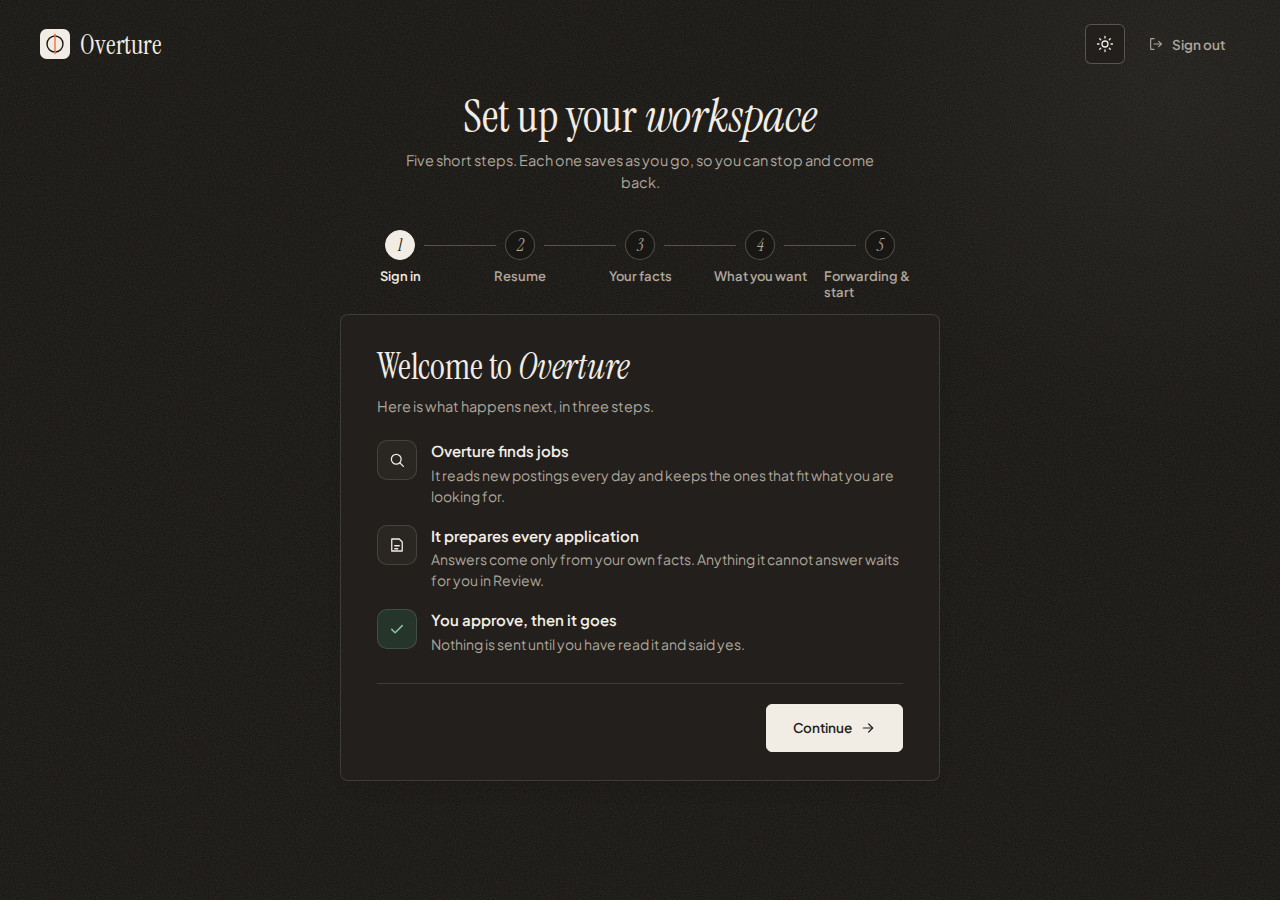 Overture
Sign out
Set up your workspace
Five short steps. Each one saves as you go, so you can stop and come
back.
1
2
3
4
5
Sign in
Resume
Your facts
What you want
Forwarding &
start
Welcome to Overture
Here is what happens next, in three steps.
Overture finds jobs
It reads new postings every day and keeps the ones that fit what you are
looking for.
It prepares every application
Answers come only from your own facts. Anything it cannot answer waits
for you in Review.
You approve, then it goes
Nothing is sent until you have read it and said yes.
Continue